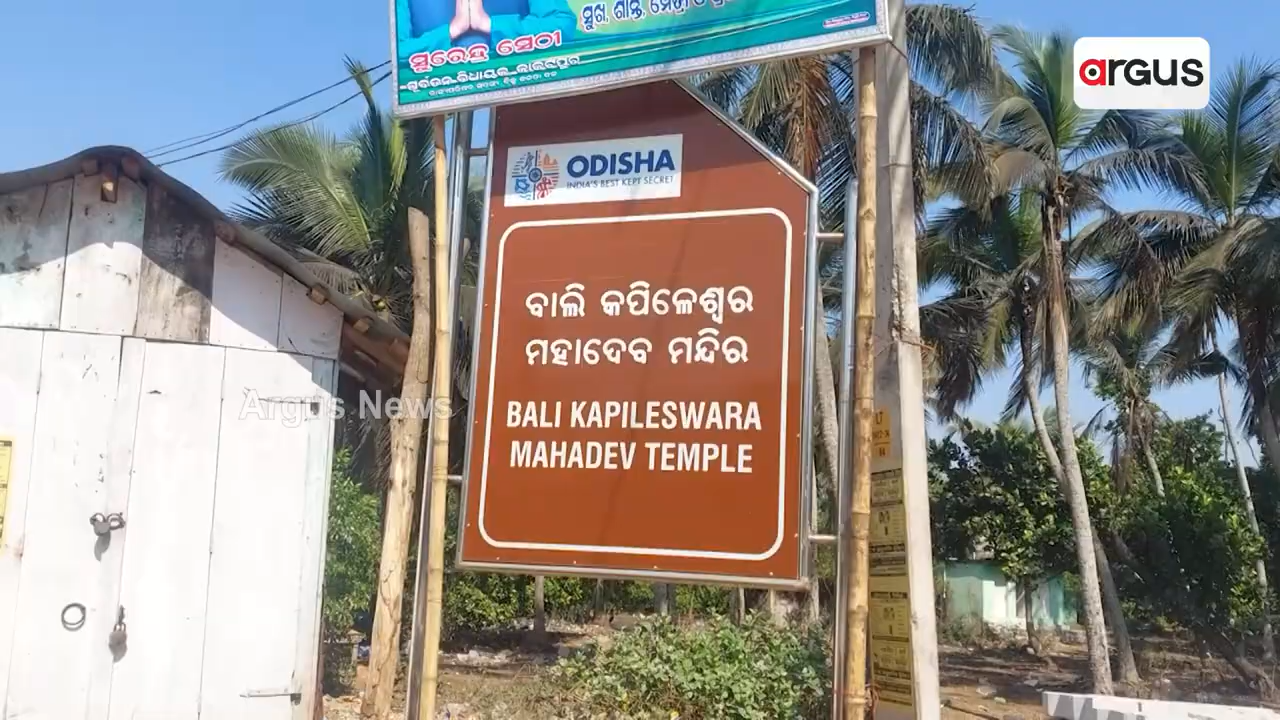 ସୁଖ, ଶାନ୍ତି, ମୈତ୍ରୀ ଓ
ସୁରେନ୍ଦ୍ର ସେଠୀ
argus
ODISHA
INDIA'S BEST KEPT SECRET
ବାଲି କପିଳେଶ୍ୱର
ମହାଦେବ ମନ୍ଦିର
BALI KAPILESWARA
MAHADEV TEMPLE
Argus News